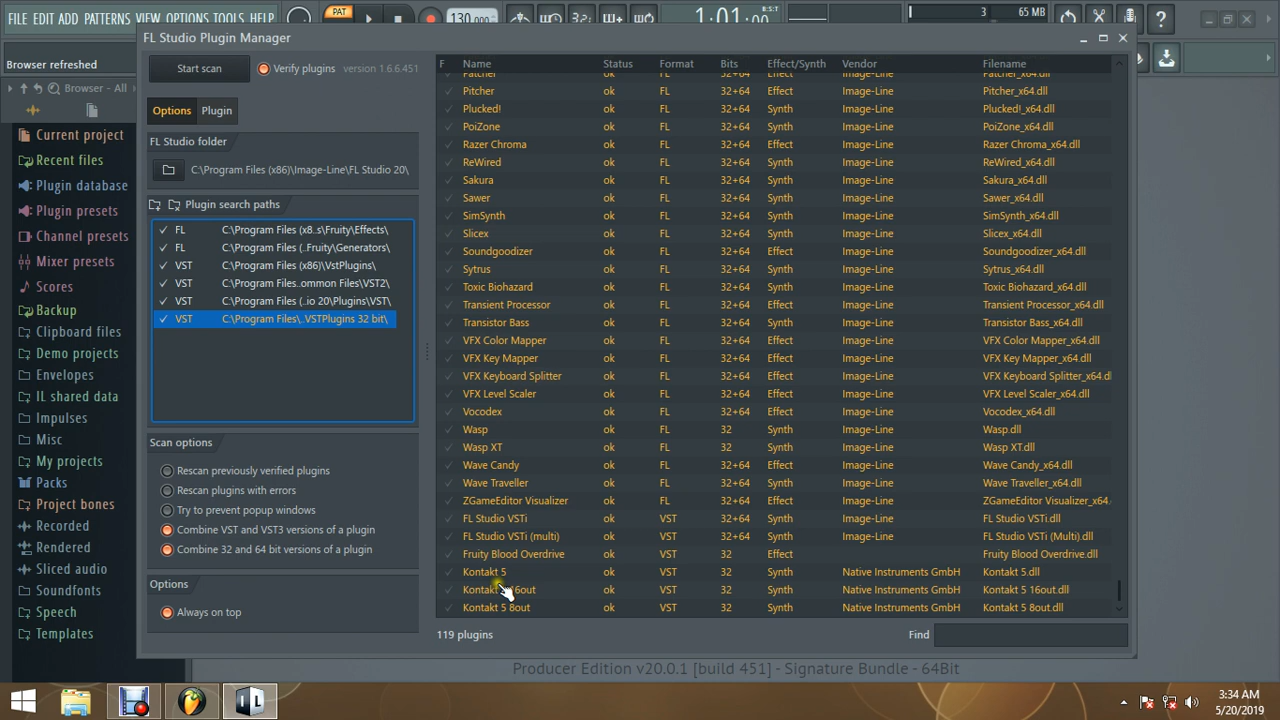 FILE EDIT ADD PATTERNS VIEW OPTIONS TOOLS HELP
PAT
130.000
3 2/
1:01:00 B:S:T
3 65 MB
?
Browser refreshed
Browser - All
Current project
Recent files
Plugin database
Plugin presets
Channel presets
Mixer presets
Scores
Backup
Clipboard files
Demo projects
Envelopes
IL shared data
Impulses
Misc
My projects
Packs
Project bones
Recorded
Rendered
Sliced audio
Soundfonts
Speech
Templates
FL Studio Plugin Manager
Start scan
Verify plugins version 1.6.6.451
Options Plugin
FL Studio folder
C:\Program Files (x86)\Image-Line\FL Studio 20\
Plugin search paths
✓ FL C:\Program Files (x8..s\Fruity\Effects\
✓ FL C:\Program Files (..Fruity\Generators\
✓ VST C:\Program Files (x86)\VstPlugins\
✓ VST C:\Program Files..ommon Files\VST2\
✓ VST C:\Program Files (..io 20\Plugins\VST\
✓ VST C:\Program Files\..VSTPlugins 32 bit\
Scan options
Rescan previously verified plugins
Rescan plugins with errors
Try to prevent popup windows
Combine VST and VST3 versions of a plugin
Combine 32 and 64 bit versions of a plugin
Options
Always on top
F Name Status Format Bits Effect/Synth Vendor Filename
Patcher ok FL 32+64 Effect Image-Line Patcher_x64.dll
Pitcher ok FL 32+64 Effect Image-Line Pitcher_x64.dll
Plucked! ok FL 32+64 Synth Image-Line Plucked!_x64.dll
PoiZone ok FL 32+64 Synth Image-Line PoiZone_x64.dll
Razer Chroma ok FL 32+64 Effect Image-Line Razer Chroma_x64.dll
ReWired ok FL 32+64 Synth Image-Line ReWired_x64.dll
Sakura ok FL 32+64 Synth Image-Line Sakura_x64.dll
Sawer ok FL 32+64 Synth Image-Line Sawer_x64.dll
SimSynth ok FL 32+64 Synth Image-Line SimSynth_x64.dll
Slicex ok FL 32+64 Synth Image-Line Slicex_x64.dll
Soundgoodizer ok FL 32+64 Effect Image-Line Soundgoodizer_x64.dll
Sytrus ok FL 32+64 Synth Image-Line Sytrus_x64.dll
Toxic Biohazard ok FL 32+64 Synth Image-Line Toxic Biohazard_x64.dll
Transient Processor ok FL 32+64 Effect Image-Line Transient Processor_x64.dll
Transistor Bass ok FL 32+64 Synth Image-Line Transistor Bass_x64.dll
VFX Color Mapper ok FL 32+64 Effect Image-Line VFX Color Mapper_x64.dll
VFX Key Mapper ok FL 32+64 Effect Image-Line VFX Key Mapper_x64.dll
VFX Keyboard Splitter ok FL 32+64 Effect Image-Line VFX Keyboard Splitter_x64.dl
VFX Level Scaler ok FL 32+64 Effect Image-Line VFX Level Scaler_x64.dll
Vocodex ok FL 32+64 Effect Image-Line Vocodex_x64.dll
Wasp ok FL 32 Synth Image-Line Wasp.dll
Wasp XT ok FL 32 Synth Image-Line Wasp XT.dll
Wave Candy ok FL 32+64 Effect Image-Line Wave Candy_x64.dll
Wave Traveller ok FL 32+64 Synth Image-Line Wave Traveller_x64.dll
ZGameEditor Visualizer ok FL 32+64 Effect Image-Line ZGameEditor Visualizer_x64.
FL Studio VSTi ok VST 32+64 Synth Image-Line FL Studio VSTi.dll
FL Studio VSTi (multi) ok VST 32+64 Synth Image-Line FL Studio VSTi (Multi).dll
Fruity Blood Overdrive ok VST 32 Effect Fruity Blood Overdrive.dll
Kontakt 5 ok VST 32 Synth Native Instruments GmbH Kontakt 5.dll
Kontakt 16out ok VST 32 Synth Native Instruments GmbH Kontakt 5 16out.dll
Kontakt 5 8out ok VST 32 Synth Native Instruments GmbH Kontakt 5 8out.dll
119 plugins
Find
Producer Edition v20.0.1 [build 451] - Signature Bundle - 64Bit
IL
3:34 AM
5/20/2019